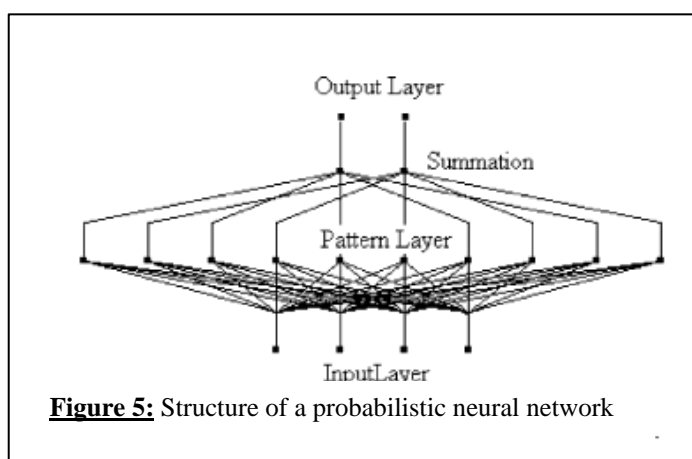 Output Layer
Summation
Pattern Layer
InputLayer
Figure 5: Structure of a probabilistic neural network